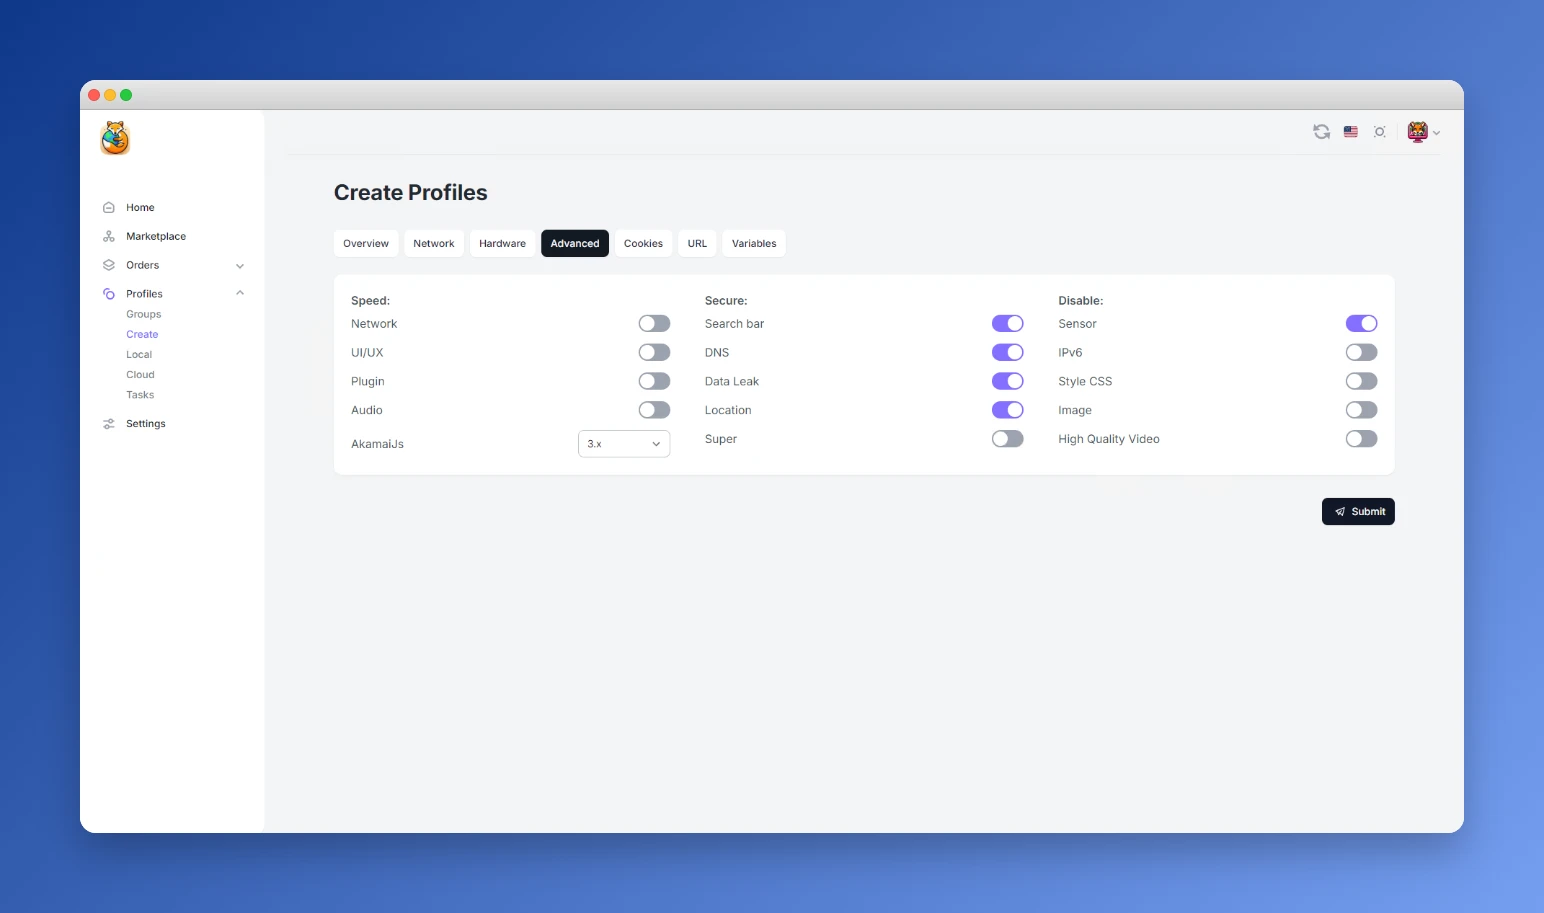 Home
Marketplace
Orders
Profiles
Groups
Create
Local
Cloud
Tasks
Settings
Create Profiles
Overview
Network
Hardware
Advanced
Cookies
URL
Variables
Speed:
Network
UI/UX
Plugin
Audio
AkamaiJs
3.x
Secure:
Search bar
DNS
Data Leak
Location
Super
Disable:
Sensor
IPv6
Style CSS
Image
High Quality Video
Submit